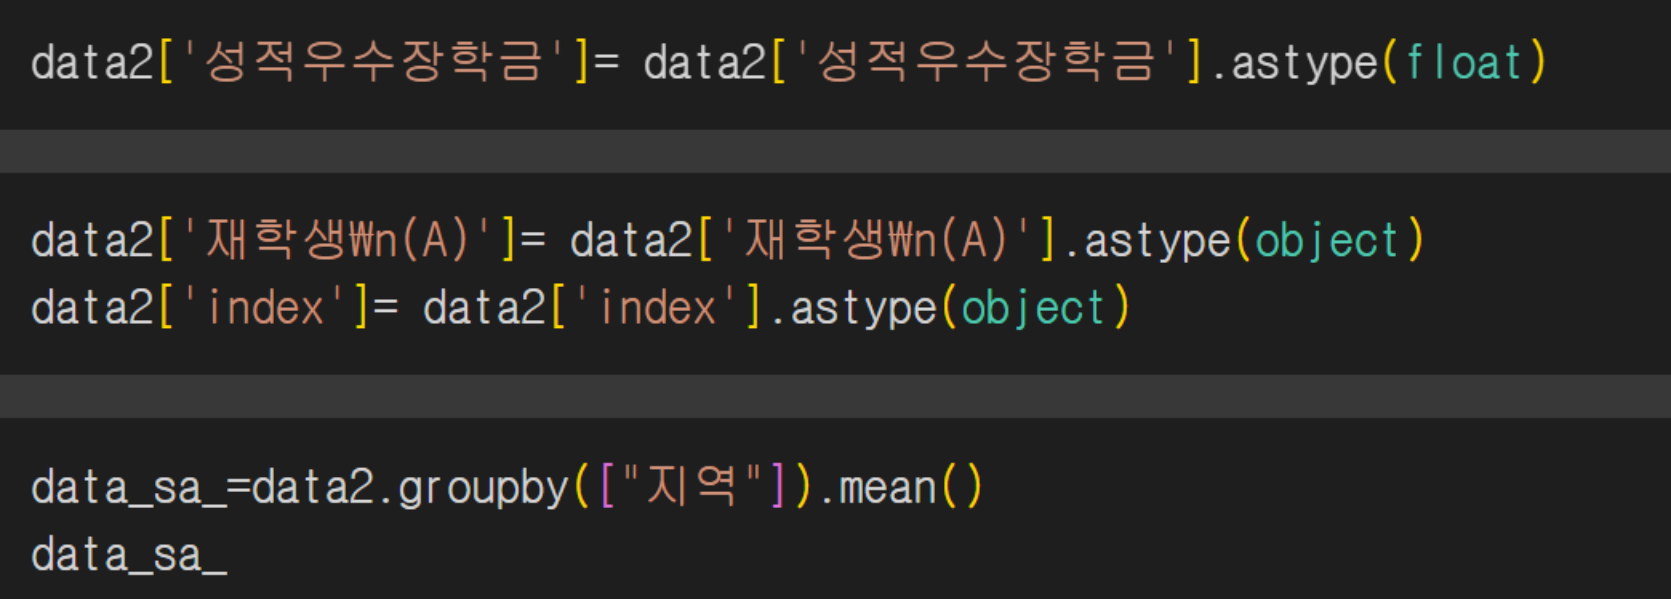 data2['성적우수장학금']= data2['성적우수장학금'].astype(float)
data2['재학생₩n(A)']= data2['재학생₩n(A)'].astype(object)
data2['index']= data2['index'].astype(object)
data_sa_=data2.groupby(["지역"]).mean()
data_sa_